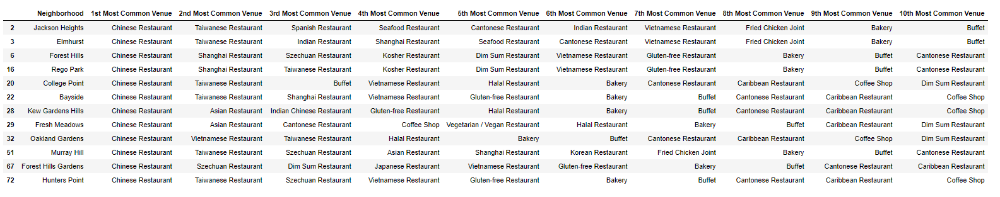 Neighborhood 1st Most Common Venue 2nd Most Common Venue 3rd Most Common Venue 4th Most Common Venue 5th Most Common Venue 6th Most Common Venue 7th Most Common Venue 8th Most Common Venue 9th Most Common Venue 10th Most Common Venue
2 Jackson Heights Chinese Restaurant Taiwanese Restaurant Spanish Restaurant Seafood Restaurant Cantonese Restaurant Indian Restaurant Vietnamese Restaurant Fried Chicken Joint Bakery Buffet
3 Elmhurst Chinese Restaurant Taiwanese Restaurant Indian Restaurant Shanghai Restaurant Seafood Restaurant Cantonese Restaurant Vietnamese Restaurant Fried Chicken Joint Bakery Buffet
6 Forest Hills Chinese Restaurant Shanghai Restaurant Szechuan Restaurant Kosher Restaurant Dim Sum Restaurant Vietnamese Restaurant Gluten-free Restaurant Bakery Buffet Cantonese Restaurant
16 Rego Park Chinese Restaurant Shanghai Restaurant Taiwanese Restaurant Kosher Restaurant Dim Sum Restaurant Vietnamese Restaurant Gluten-free Restaurant Bakery Buffet Cantonese Restaurant
20 College Point Chinese Restaurant Taiwanese Restaurant Buffet Vietnamese Restaurant Halal Restaurant Bakery Cantonese Restaurant Caribbean Restaurant Coffee Shop Dim Sum Restaurant
22 Bayside Chinese Restaurant Taiwanese Restaurant Shanghai Restaurant Vietnamese Restaurant Gluten-free Restaurant Bakery Buffet Cantonese Restaurant Caribbean Restaurant Coffee Shop
28 Kew Gardens Hills Chinese Restaurant Asian Restaurant Indian Chinese Restaurant Gluten-free Restaurant Halal Restaurant Bakery Buffet Cantonese Restaurant Caribbean Restaurant Coffee Shop
29 Fresh Meadows Chinese Restaurant Asian Restaurant Cantonese Restaurant Coffee Shop Vegetarian / Vegan Restaurant Halal Restaurant Bakery Buffet Caribbean Restaurant Dim Sum Restaurant
32 Oakland Gardens Chinese Restaurant Vietnamese Restaurant Taiwanese Restaurant Halal Restaurant Bakery Buffet Cantonese Restaurant Caribbean Restaurant Coffee Shop Dim Sum Restaurant
51 Murray Hill Chinese Restaurant Taiwanese Restaurant Szechuan Restaurant Asian Restaurant Shanghai Restaurant Korean Restaurant Fried Chicken Joint Bakery Buffet Cantonese Restaurant
67 Forest Hills Gardens Chinese Restaurant Szechuan Restaurant Dim Sum Restaurant Japanese Restaurant Vietnamese Restaurant Gluten-free Restaurant Bakery Buffet Cantonese Restaurant Caribbean Restaurant
72 Hunters Point Chinese Restaurant Taiwanese Restaurant Szechuan Restaurant Vietnamese Restaurant Gluten-free Restaurant Bakery Buffet Cantonese Restaurant Caribbean Restaurant Coffee Shop